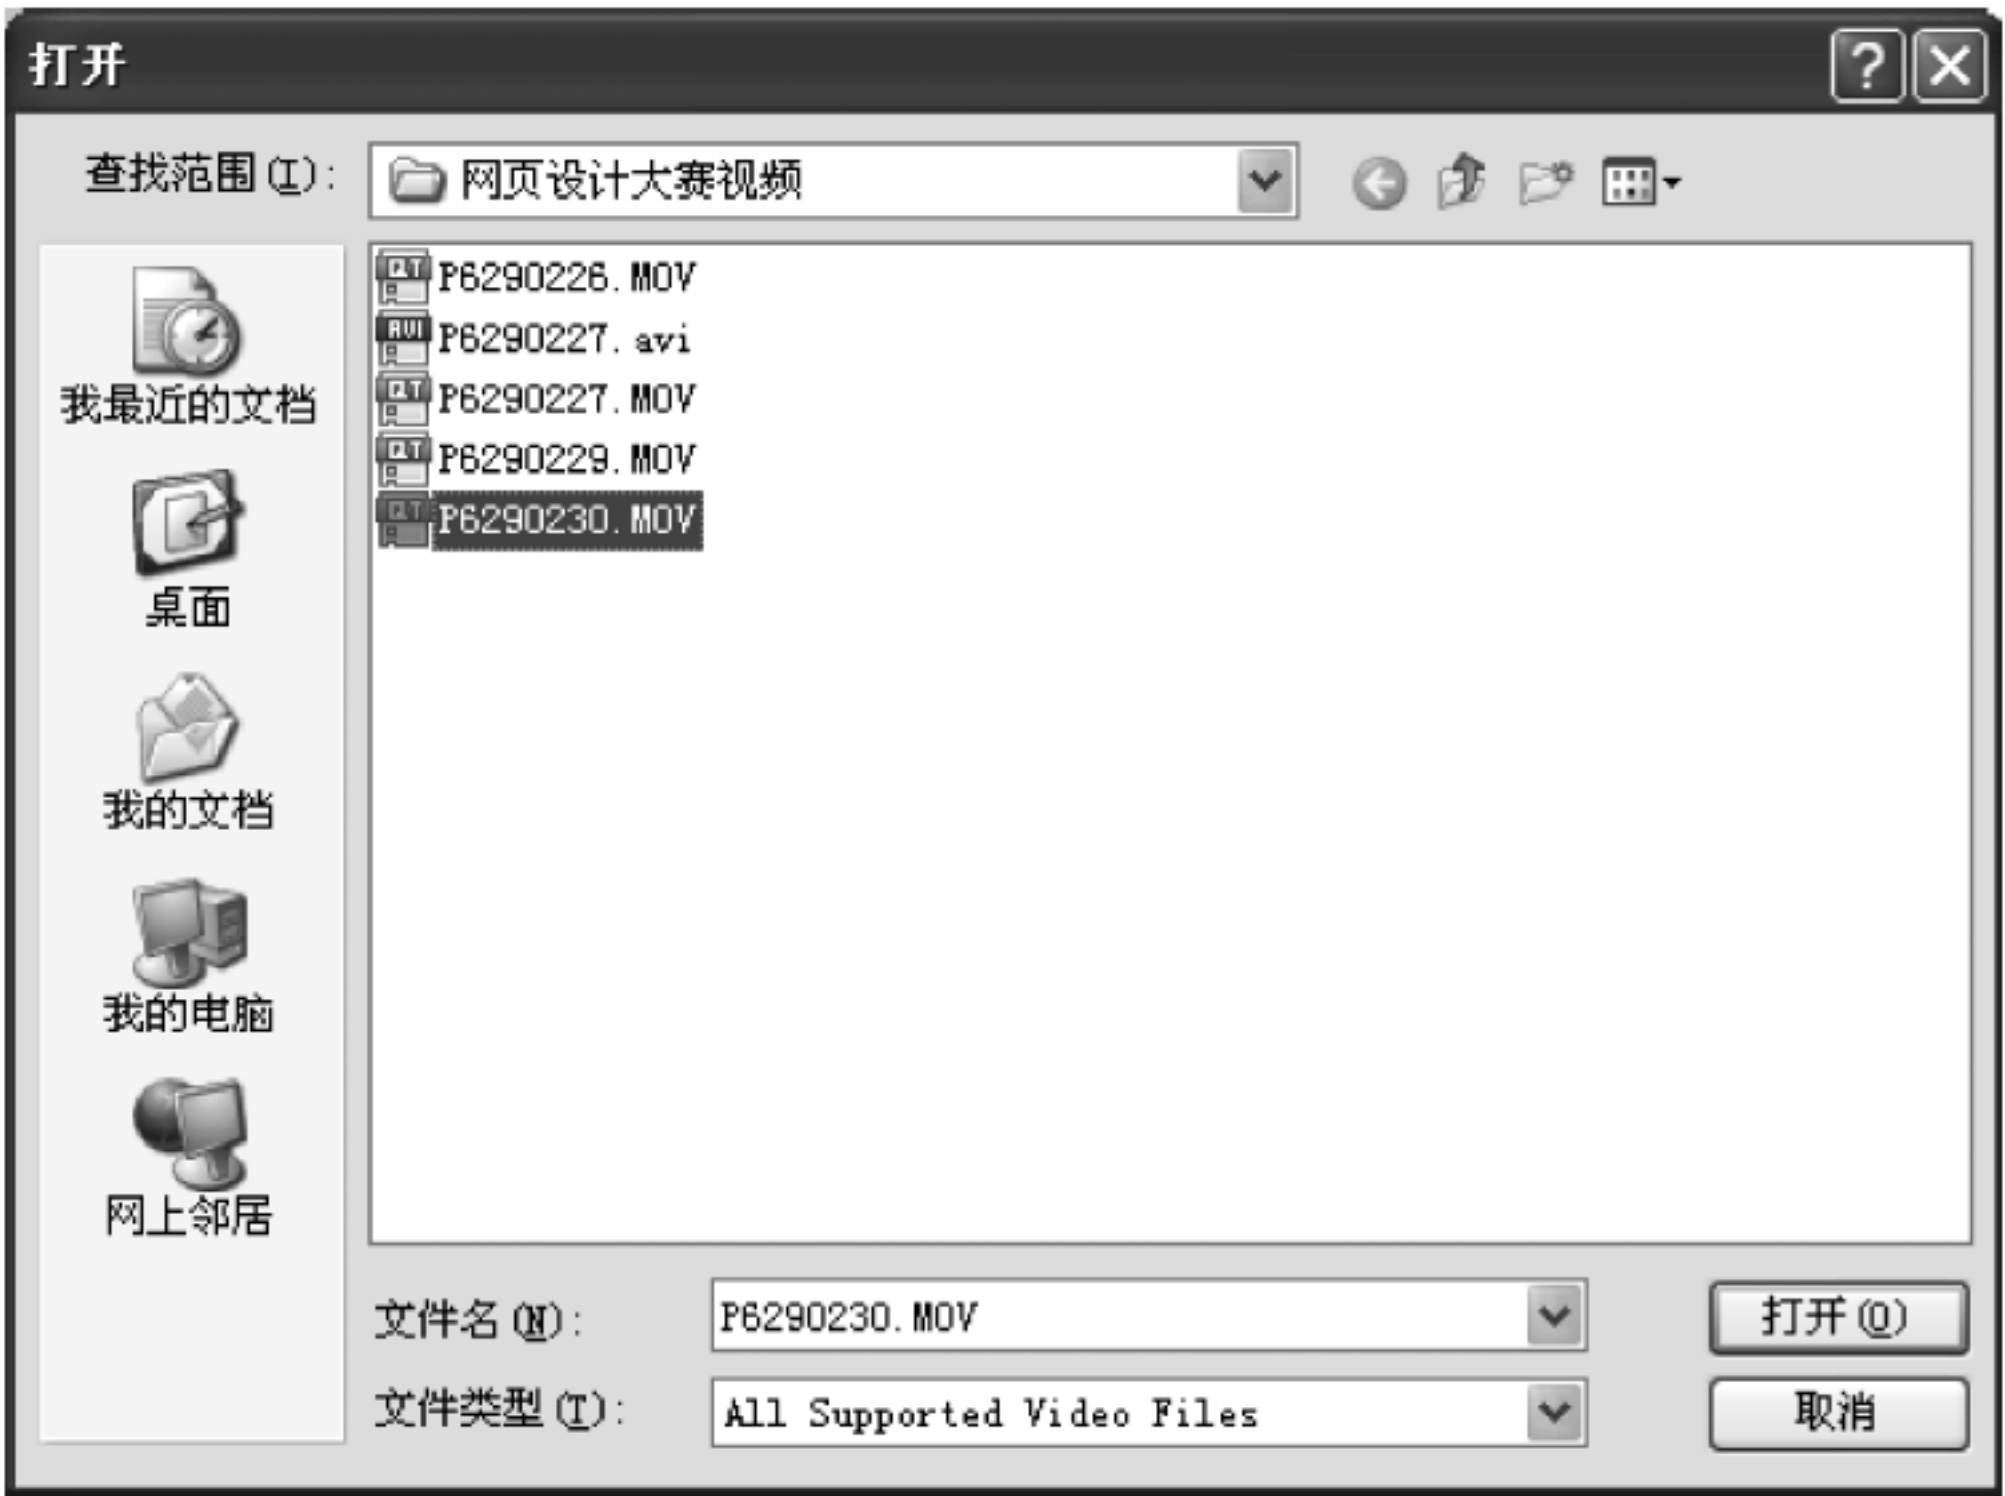 打开
查找范围(I):
网页设计大赛视频
P6290226.MOV
P6290227.avi
P6290227.MOV
P6290229.MOV
P6290230.MOV
我最近的文档
桌面
我的文档
我的电脑
网上邻居
文件名(N):
P6290230.MOV
打开(O)
文件类型(T):
All Supported Video Files
取消